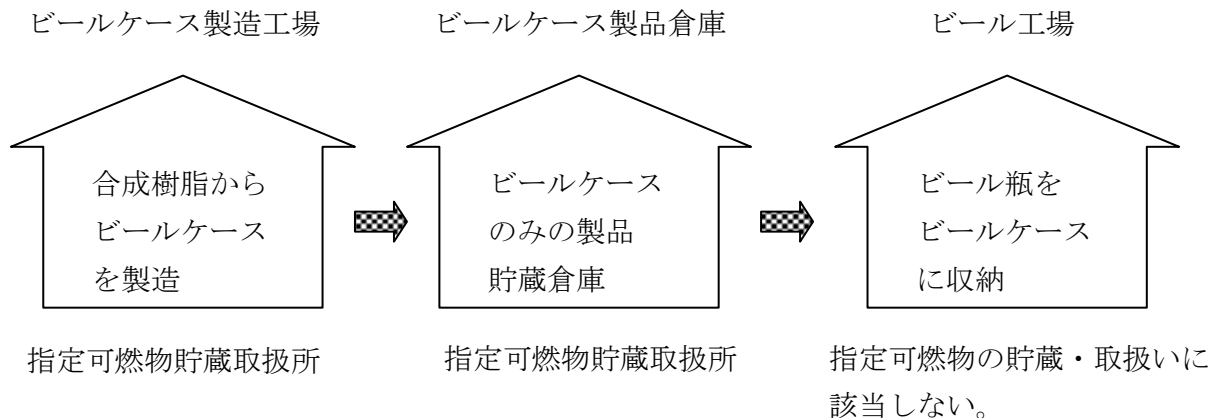 ビールケース製造工場
ビールケース製品倉庫
ビール工場
合成樹脂から
ビールケース
を製造
ビールケース
のみの製品
貯蔵倉庫
ビール瓶を
ビールケース
に収納
指定可燃物貯蔵取扱所
指定可燃物貯蔵取扱所
指定可燃物の貯蔵・取扱いに
該当しない。